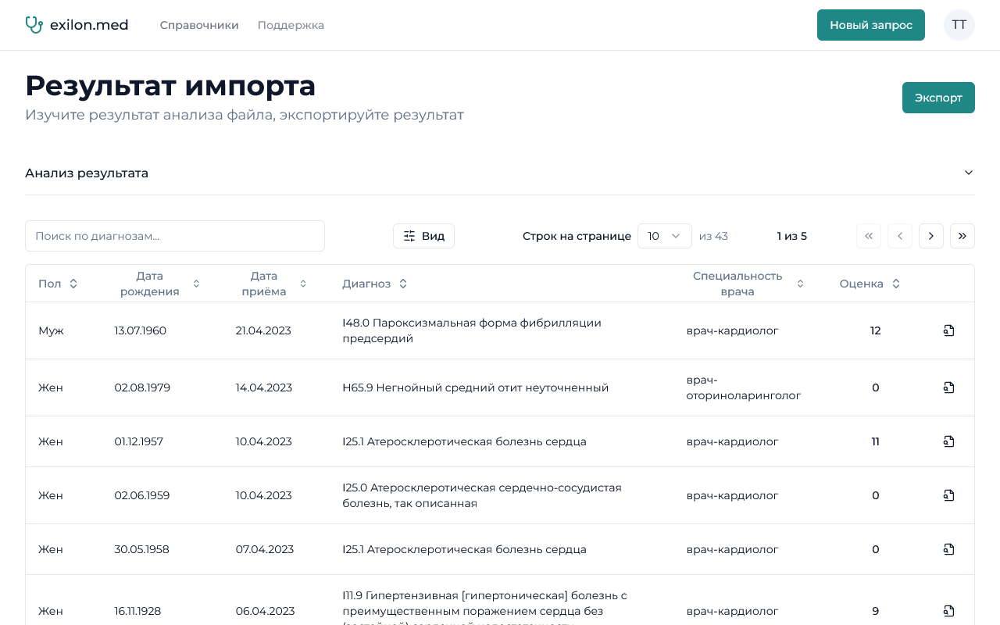 exilon.med
Справочники
Поддержка
Новый запрос
TT
Результат импорта
Изучите результат анализа файла, экспортируйте результат
Экспорт
Анализ результата
Поиск по диагнозам...
Вид
Строк на странице
10
из 43
1 из 5
Пол
Дата
рождения
Дата
приёма
Диагноз
Специальность
врача
Оценка
Муж
13.07.1960
21.04.2023
I48.0 Пароксизмальная форма фибрилляции
предсердий
врач-кардиолог
12
Жен
02.08.1979
14.04.2023
H65.9 Негнойный средний отит неуточненный
врач-
оториноларинголог
0
Жен
01.12.1957
10.04.2023
I25.1 Атеросклеротическая болезнь сердца
врач-кардиолог
11
Жен
02.06.1959
10.04.2023
I25.0 Атеросклеротическая сердечно-сосудистая
болезнь, так описанная
врач-кардиолог
0
Жен
30.05.1958
07.04.2023
I25.1 Атеросклеротическая болезнь сердца
врач-кардиолог
0
Жен
16.11.1928
06.04.2023
I11.9 Гипертензивная [гипертоническая] болезнь с
преимущественным поражением сердца без
врач-кардиолог
9